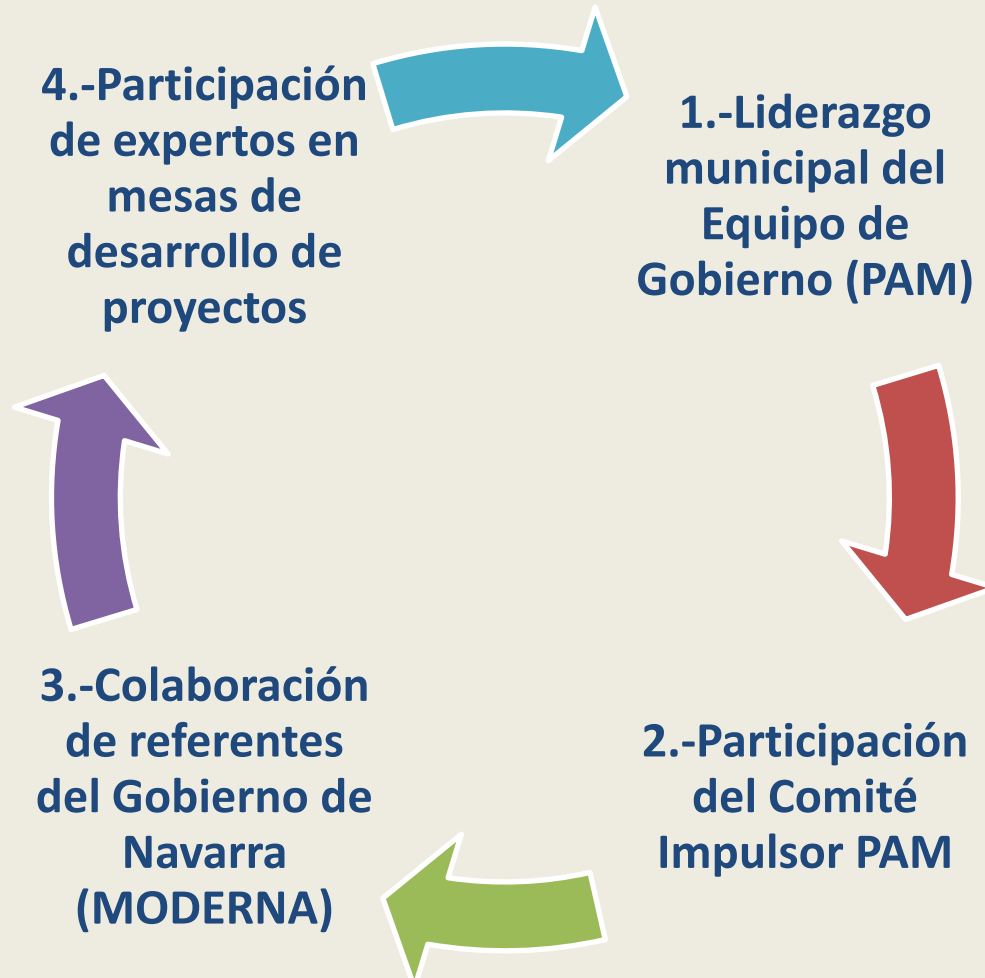 4.-Participación
de expertos en
mesas de
desarrollo de
proyectos
1.-Liderazgo
municipal del
Equipo de
Gobierno (PAM)
2.-Participación
del Comité
Impulsor PAM
3.-Colaboración
de referentes
del Gobierno de
Navarra
(MODERNA)